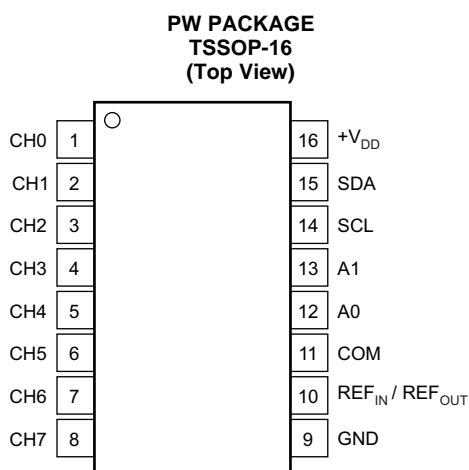 PW PACKAGE
TSSOP-16
(Top View)
CH0 1 16 +VDD
CH1 2 15 SDA
CH2 3 14 SCL
CH3 4 13 A1
CH4 5 12 A0
CH5 6 11 COM
CH6 7 10 REFIN / REFOUT
CH7 8 9 GND